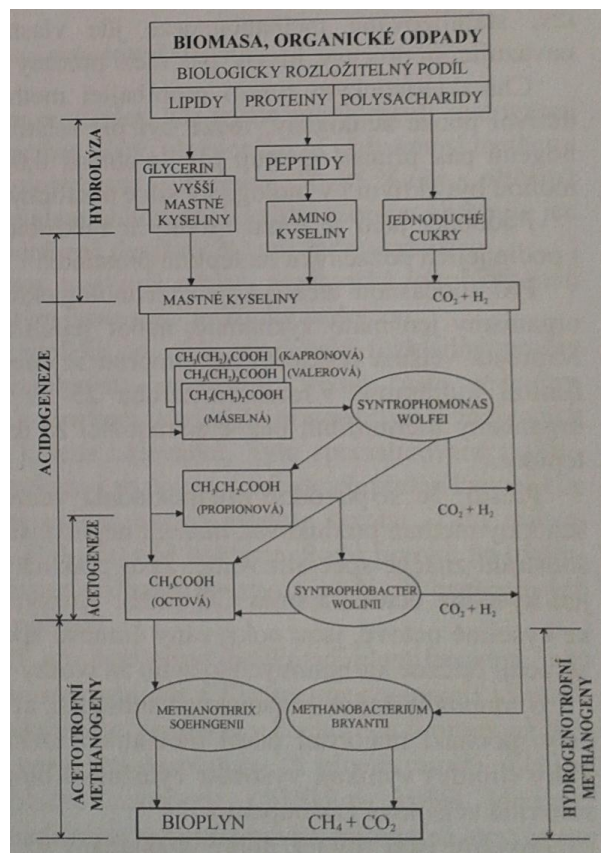 BIOMASA, ORGANICKÉ ODPADY
BIOLOGICKY ROZLOŽITELNÝ PODÍL
LIPIDY PROTEINY POLYSACHARIDY
HYDROLÝZA
GLYCERIN
VYŠŠÍ
MASTNÉ
KYSELINY
PEPTIDY
AMINO
KYSELINY
JEDNODUCHÉ
CUKRY
MASTNÉ KYSELINY CO₂ + H₂
ACIDOGENEZE
CH₃(CH₂)₄COOH (KAPRONOVÁ)
CH₃(CH₂)₃COOH (VALEROVÁ)
CH₃(CH₂)₂COOH
(MÁSELNÁ)
SYNTROPHOMONAS
WOLFEI
CH₃CH₂COOH
(PROPIONOVÁ)
CO₂ + H₂
ACETOGENEZE
CH₃COOH
(OCTOVÁ)
SYNTROPHOBACTER
WOLINII
CO₂ + H₂
ACETOTROFNÍ
METHANOGENY
METHANOTHRIX
SOEHNGENII
METHANOBACTERIUM
BRYANTII
HYDROGENOTROFNÍ
METHANOGENY
BIOPLYN CH₄ + CO₂